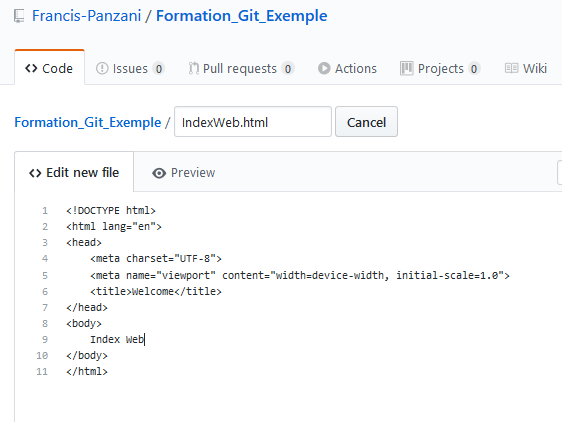 Francis-Panzani / Formation_Git_Exemple
Code Issues 0 Pull requests 0 Actions Projects 0 Wiki
Formation_Git_Exemple / IndexWeb.html Cancel
<> Edit new file Preview
1 <!DOCTYPE html>
2 <html lang="en">
3 <head>
4     <meta charset="UTF-8">
5     <meta name="viewport" content="width=device-width, initial-scale=1.0">
6     <title>Welcome</title>
7 </head>
8 <body>
9     Index Web
10 </body>
11 </html>